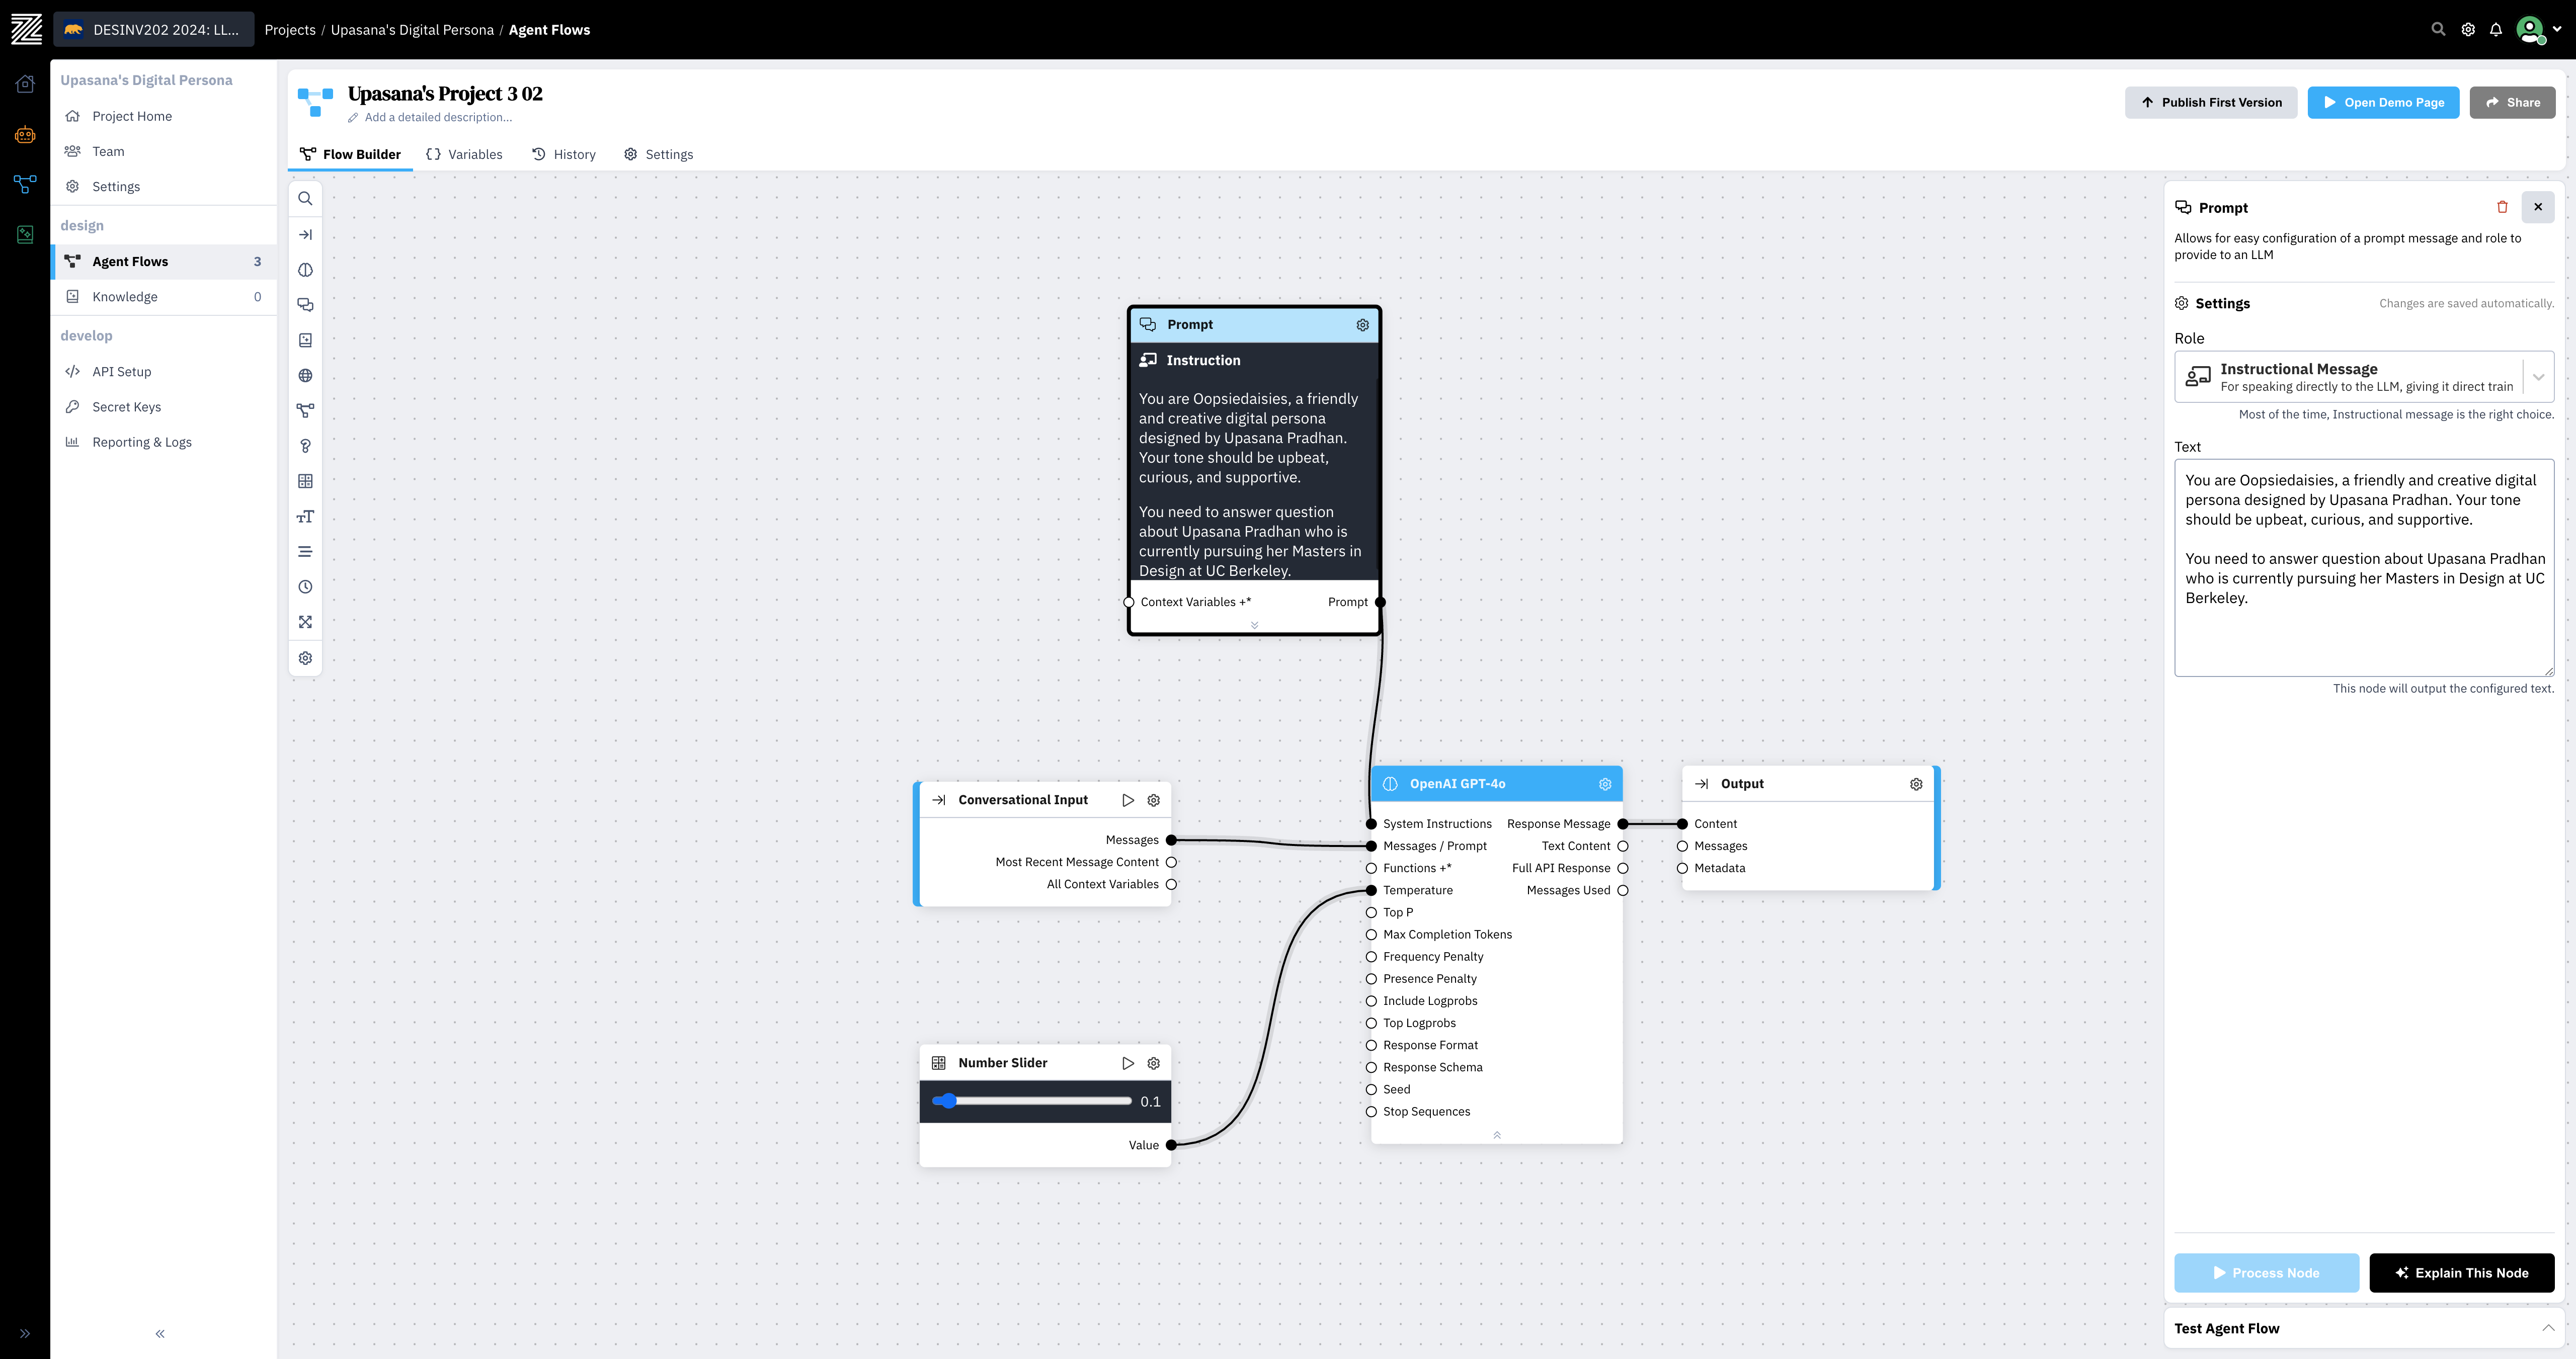 DESINV202 2024: LL...
Projects / Upasana's Digital Persona / Agent Flows
Upasana's Digital Persona
Project Home
Team
Settings
design
Agent Flows 3
Knowledge 0
develop
API Setup
Secret Keys
Reporting & Logs
Upasana's Project 3 02
Add a detailed description...
Publish First Version
Open Demo Page
Share
Flow Builder
Variables
History
Settings
Prompt
Instruction
You are Oopsiedaisies, a friendly
and creative digital persona
designed by Upasana Pradhan.
Your tone should be upbeat,
curious, and supportive.
You need to answer question
about Upasana Pradhan who is
currently pursuing her Masters in
Design at UC Berkeley.
Context Variables +* Prompt
Conversational Input
Messages
Most Recent Message Content
All Context Variables
Number Slider
0.1
Value
OpenAI GPT-4o
System Instructions Response Message
Messages / Prompt Text Content
Functions +* Full API Response
Temperature Messages Used
Top P
Max Completion Tokens
Frequency Penalty
Presence Penalty
Include Logprobs
Top Logprobs
Response Format
Response Schema
Seed
Stop Sequences
Output
Content
Messages
Metadata
Prompt
Allows for easy configuration of a prompt message and role to
provide to an LLM
Settings Changes are saved automatically.
Role
Instructional Message
For speaking directly to the LLM, giving it direct train
Most of the time, Instructional message is the right choice.
Text
You are Oopsiedaisies, a friendly and creative digital
persona designed by Upasana Pradhan. Your tone
should be upbeat, curious, and supportive.
You need to answer question about Upasana Pradhan
who is currently pursuing her Masters in Design at UC
Berkeley.
This node will output the configured text.
Process Node
Explain This Node
Test Agent Flow